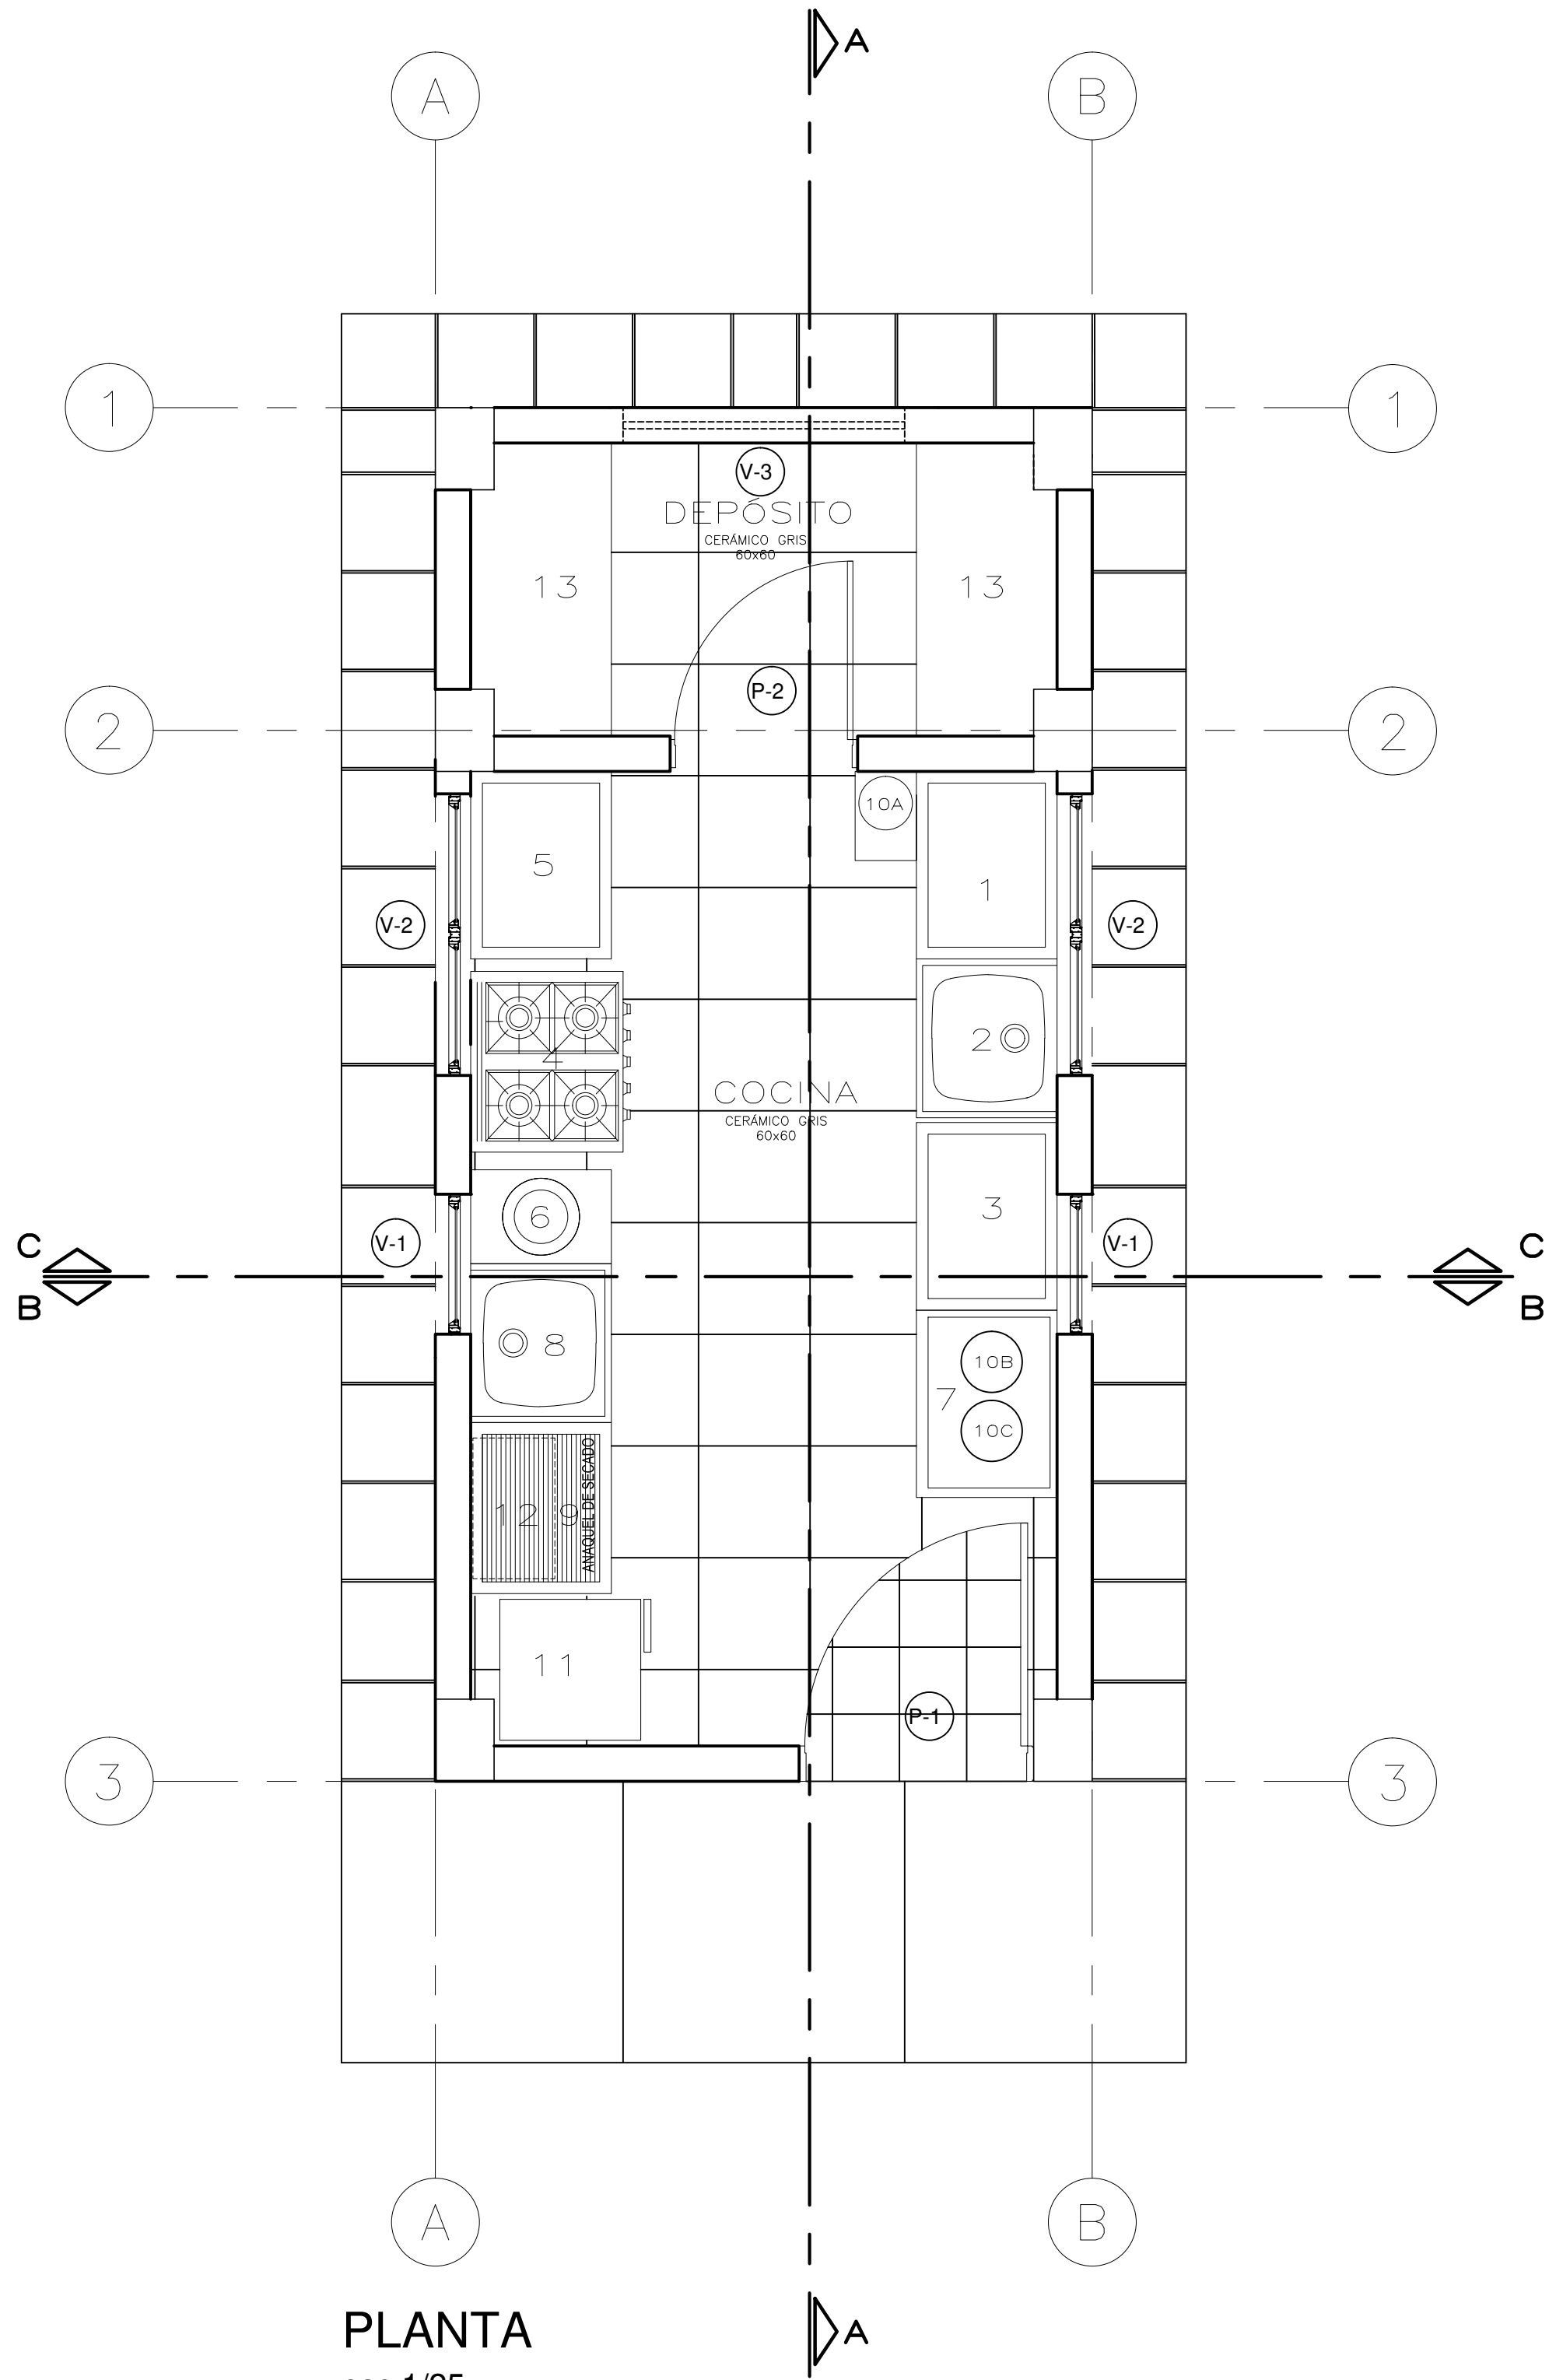 A
A
B
1
1
V-3
DEPÓSITO
CERÁMICO GRIS
60x60
13
13
P-2
2
2
10A
5
1
V-2
V-2
2
4
COCINA
CERÁMICO GRIS
60x60
3
6
V-1
V-1
C
C
B
B
8
10B
7
10C
12
9
ANAQUEL DE SECADO
11
P-1
3
3
A
B
PLANTA
A